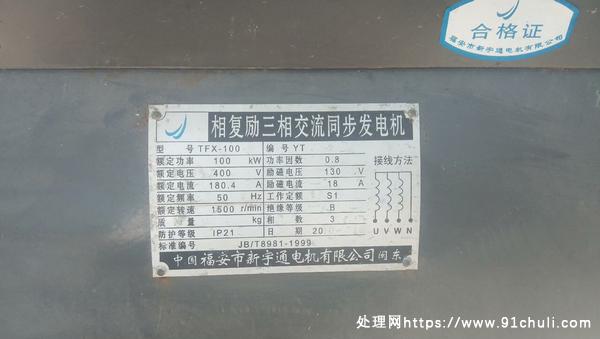 合格证
福安市新宇通电机有限公司
相复励三相交流同步发电机
型 号 TFX-100 编 号 YT
额定功率 100 kW 功率因数 0.8 接线方法
额定电压 400 V 励磁电压 130 V
额定电流 180.4 A 励磁电流 18 A
额定频率 50 Hz 工作定额 S1
额定转速 1500 r/min 绝缘等级 B
质 量 kg 相 数 3
U V W N
防护等级 IP21 日 期 20
标准编号 JB/T8981-1999
中国福安市新宇通电机有限公司闽东
处理网https://www.91chuli.com/